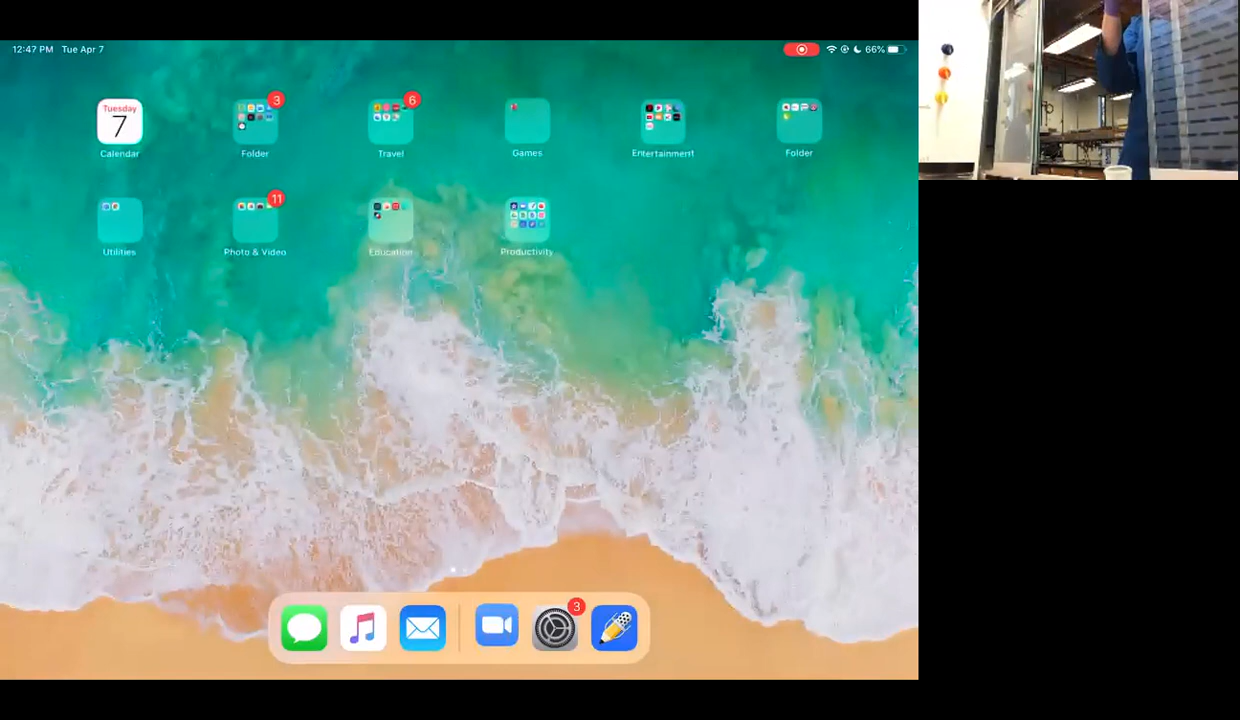 12:47 PM Tue Apr 7
66%
Tuesday
7
3
6
Calendar
Folder
Travel
Games
Entertainment
Folder
11
Utilities
Photo & Video
Education
Productivity
3